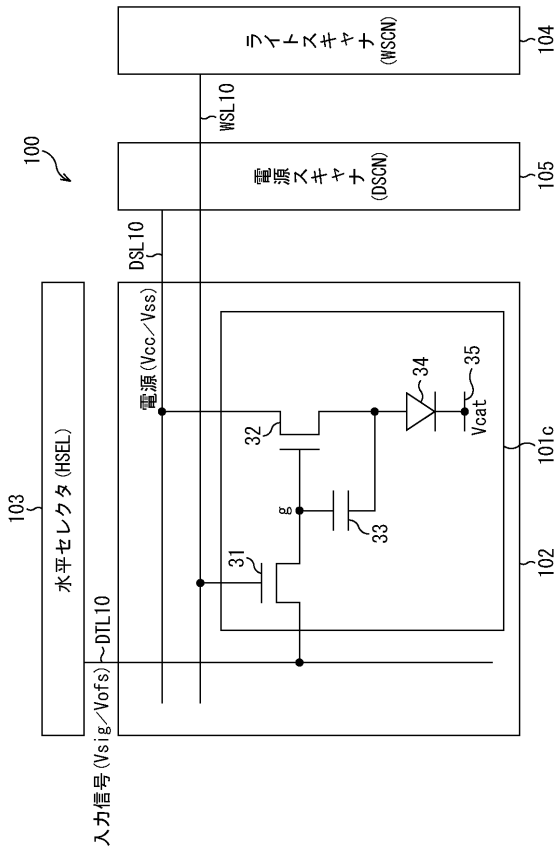 100
103
水平セレクタ(HSEL)
入力信号(Vsig/Vofs)
DTL10
電源(Vcc/Vss)
DSL10
WSL10
ライトスキャナ
(WSCN)
104
電源スキャナ
(DSCN)
105
31
g
32
33
34
Vcat
35
101c
102